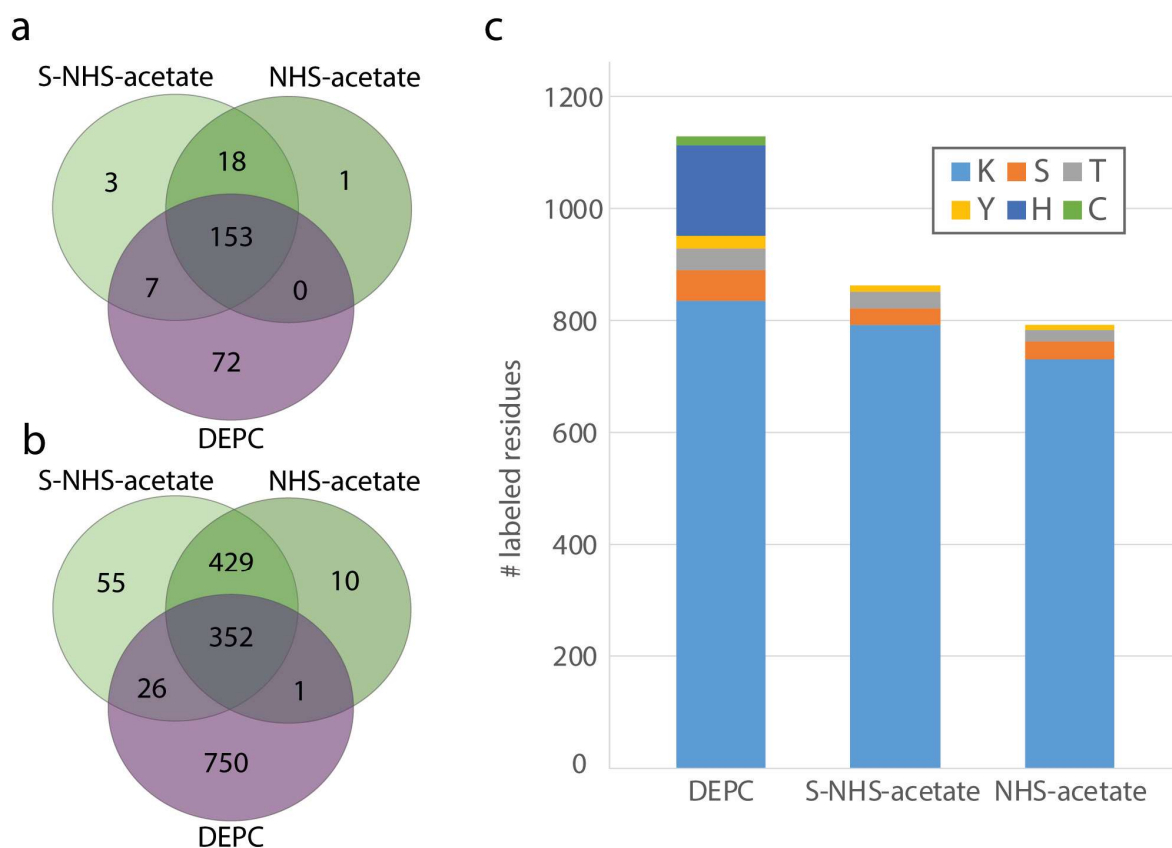 a
S-NHS-acetate NHS-acetate
18
3 1
153
7 0
72
DEPC
b
S-NHS-acetate NHS-acetate
429
55 10
352
26 1
750
DEPC
c
# labeled residues
1200
1000
800
600
400
200
0
K S T
Y H C
DEPC S-NHS-acetate NHS-acetate